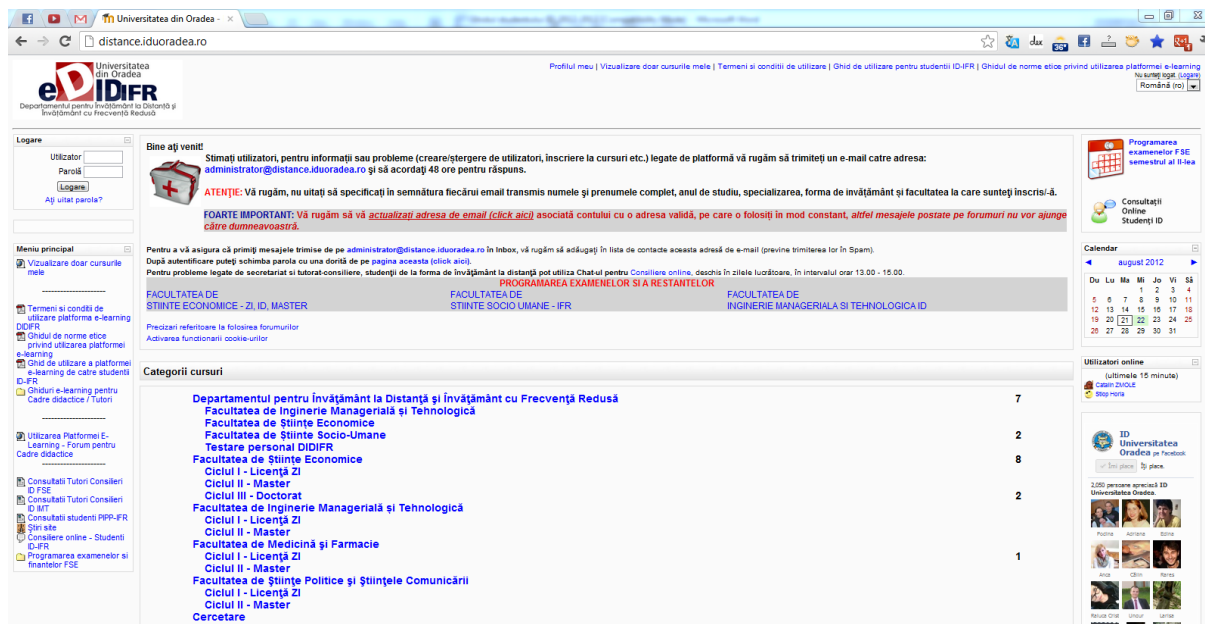 Universitatea din Oradea -
distance.iduoradea.ro
36°
Universitatea
din Oradea
eDIDIFR
Departamentul pentru Învăţământ la Distanţă şi
Învăţământ cu Frecvenţă Redusă
Profilul meu | Vizualizare doar cursurile mele | Termeni si conditii de utilizare | Ghid de utilizare pentru studentii ID-IFR | Ghidul de norme etice privind utilizarea platformei e-learning
Nu sunteţi logat. (Logare)
Română (ro)
Logare
Utilizator
Parolă
Logare
Aţi uitat parola?
Meniu principal
Vizualizare doar cursurile
mele
Termeni si conditii de
utilizare platforma e-learning
DIDIFR
Ghidul de norme etice
privind utilizarea platformei
e-learning
Ghid de utilizare a platformei
e-learning de catre studentii
ID-IFR
Ghiduri e-learning pentru
Cadre didactice / Tutori
Utilizarea Platformei E-
Learning - Forum pentru
Cadre didactice
Consultatii Tutori Consilieri
ID FSE
Consultatii Tutori Consilieri
ID IMT
Consultatii studenti PIPP-IFR
Ştiri site
Consiliere online - Studenti
ID-IFR
Programarea examenelor si
finantelor FSE
Bine aţi venit!
Stimaţi utilizatori, pentru informaţii sau probleme (creare/ştergere de utilizatori, înscriere la cursuri etc.) legate de platformă vă rugăm să trimiteţi un e-mail catre adresa:
administrator@distance.iduoradea.ro şi să acordaţi 48 ore pentru răspuns.
ATENŢIE: Vă rugăm, nu uitaţi să specificaţi în semnătura fiecărui email transmis numele şi prenumele complet, anul de studiu, specializarea, forma de invăţământ şi facultatea la care sunteţi înscris/-ă.
FOARTE IMPORTANT: Vă rugăm să vă actualizaţi adresa de email (click aici) asociată contului cu o adresa validă, pe care o folosiţi în mod constant, altfel mesajele postate pe forumuri nu vor ajunge
către dumneavoastră.
Pentru a vă asigura că primiţi mesajele trimise de pe administrator@distance.iduoradea.ro în Inbox, vă rugăm să adăugaţi în lista de contacte aceasta adresă de e-mail (previne trimiterea lor în Spam).
După autentificare puteţi schimba parola cu una dorită de pe pagina aceasta (click aici).
Pentru probleme legate de secretariat si tutorat-consiliere, studenţii de la forma de învăţământ la distanţă pot utiliza Chat-ul pentru Consiliere online, deschis în zilele lucrătoare, în intervalul orar 13.00 - 15.00.
PROGRAMAREA EXAMENELOR SI A RESTANTELOR
FACULTATEA DE
STIINTE ECONOMICE - ZI, ID, MASTER
FACULTATEA DE
STIINTE SOCIO UMANE - IFR
FACULTATEA DE
INGINERIE MANAGERIALA SI TEHNOLOGICA ID
Precizari referitoare la folosirea forumurilor
Activarea functionarii cookie-urilor
Categorii cursuri
Departamentul pentru Învăţământ la Distanţă şi Învăţământ cu Frecvenţă Redusă 7
Facultatea de Inginerie Managerială şi Tehnologică
Facultatea de Ştiinţe Economice
Facultatea de Ştiinte Socio-Umane 2
Testare personal DIDIFR
Facultatea de Ştiinţe Economice 8
Ciclul I - Licenţă ZI
Ciclul II - Master
Ciclul III - Doctorat 2
Facultatea de Inginerie Managerială şi Tehnologică
Ciclul I - Licenţă ZI
Ciclul II - Master
Facultatea de Medicină şi Farmacie
Ciclul I - Licenţă ZI 1
Ciclul II - Master
Facultatea de Ştiinţe Politice şi Ştiinţele Comunicării
Ciclul I - Licenţă ZI
Ciclul II - Master
Cercetare
Programarea
examenelor FSE
semestrul al II-lea
Consultaţii
Online
Studenţi ID
Calendar
august 2012
Du Lu Ma Mi Jo Vi Sâ
1 2 3 4
5 6 7 8 9 10 11
12 13 14 15 16 17 18
19 20 21 22 23 24 25
26 27 28 29 30 31
Utilizatori online
(ultimele 15 minute)
Catalin ZMOLE
Stiop Horia
ID
Universitatea
Oradea pe Facebook
Îmi place Îţi place.
2,050 persoane apreciază ID
Universitatea Oradea.
Adriana Edina
Anca Călin Rares
Raluca Larisa